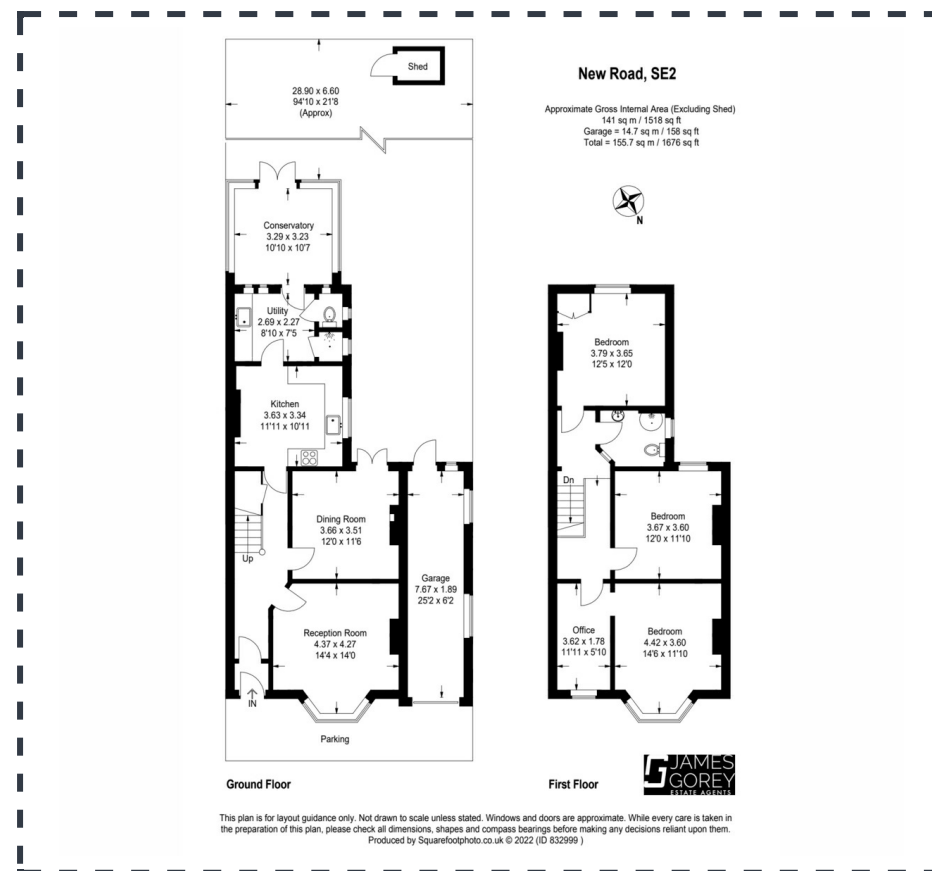 Shed
28.90 x 6.60
94'10 x 21'8
(Approx)
New Road, SE2
Approximate Gross Internal Area (Excluding Shed)
141 sq m / 1518 sq ft
Garage = 14.7 sq m / 158 sq ft
Total = 155.7 sq m / 1676 sq ft
N
Conservatory
3.29 x 3.23
10'10 x 10'7
Utility
2.69 x 2.27
8'10 x 7'5
Kitchen
3.63 x 3.34
11'11 x 10'11
Up
Dining Room
3.66 x 3.51
12'0 x 11'6
Garage
7.67 x 1.89
25'2 x 6'2
Reception Room
4.37 x 4.27
14'4 x 14'0
IN
Parking
Ground Floor
Bedroom
3.79 x 3.65
12'5 x 12'0
Dn
Bedroom
3.67 x 3.60
12'0 x 11'10
Office
3.62 x 1.78
11'11 x 5'10
Bedroom
4.42 x 3.60
14'6 x 11'10
First Floor
JAMES
GOREY
ESTATE AGENTS
This plan is for layout guidance only. Not drawn to scale unless stated. Windows and doors are approximate. While every care is taken in
the preparation of this plan, please check all dimensions, shapes and compass bearings before making any decisions reliant upon them.
Produced by Squarefootphoto.co.uk © 2022 (ID 832999 )